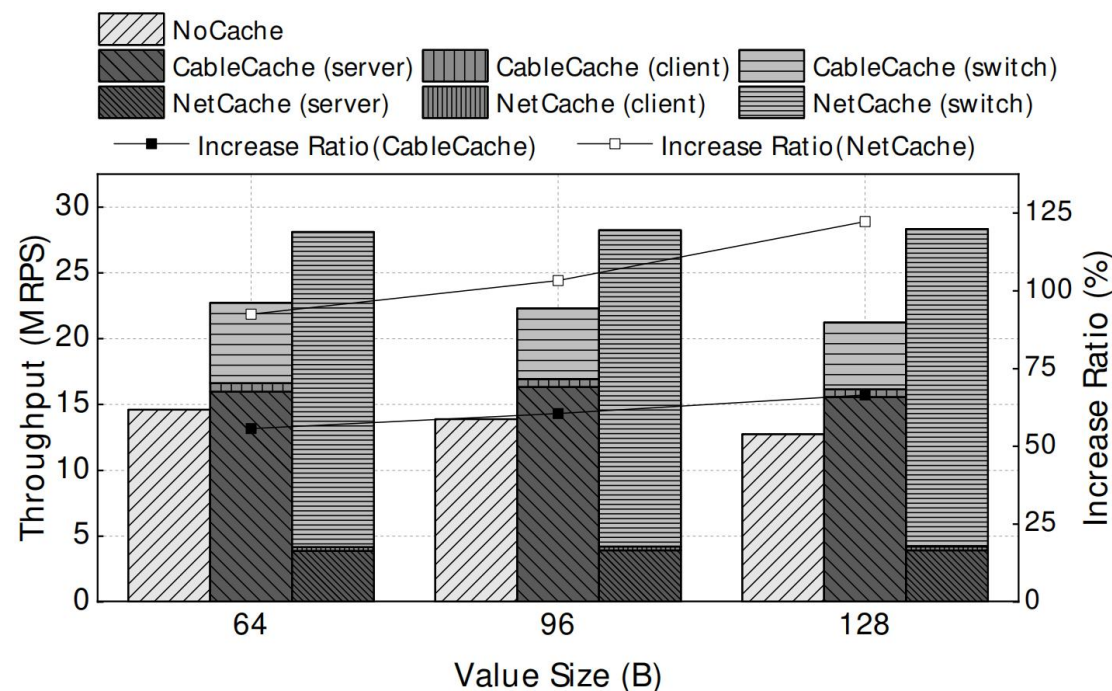 NoCache
CableCache (server) CableCache (client) CableCache (switch)
NetCache (server) NetCache (client) NetCache (switch)
Increase Ratio(CableCache) Increase Ratio(NetCache)
Throughput (MRPS)
30
25
20
15
10
5
0
125
100
75
50
25
0
Increase Ratio (%)
64 96 128
Value Size (B)